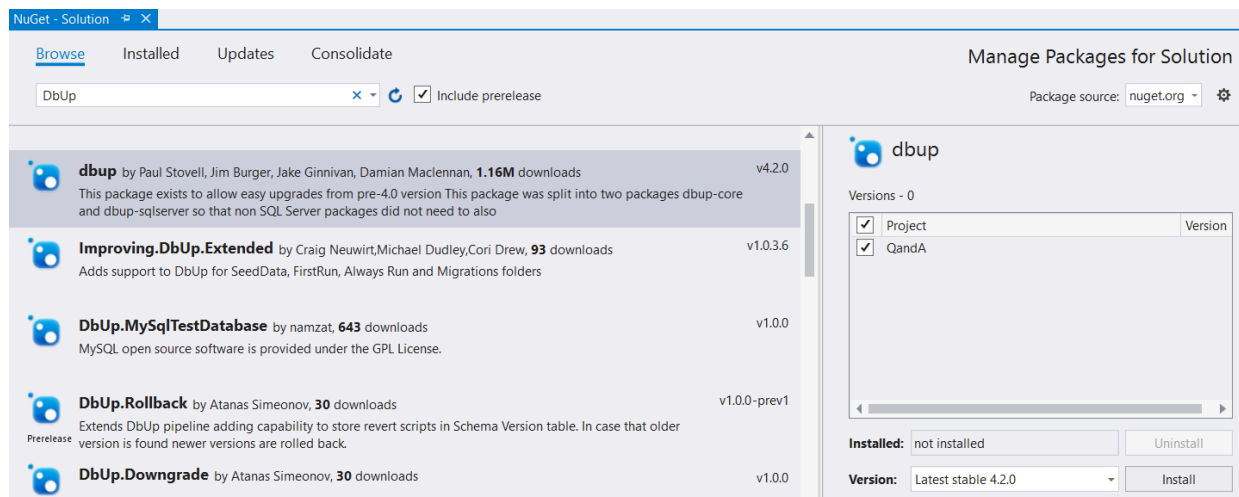 NuGet - Solution
Browse Installed Updates Consolidate
Manage Packages for Solution
DbUp
Include prerelease
Package source: nuget.org
dbup by Paul Stovell, Jim Burger, Jake Ginnivan, Damian Maclennan, 1.16M downloads v4.2.0
This package exists to allow easy upgrades from pre-4.0 version This package was split into two packages dbup-core
and dbup-sqlserver so that non SQL Server packages did not need to also
Improving.DbUp.Extended by Craig Neuwirt,Michael Dudley,Cori Drew, 93 downloads v1.0.3.6
Adds support to DbUp for SeedData, FirstRun, Always Run and Migrations folders
DbUp.MySqlTestDatabase by namzat, 643 downloads v1.0.0
MySQL open source software is provided under the GPL License.
DbUp.Rollback by Atanas Simeonov, 30 downloads v1.0.0-prev1
Extends DbUp pipeline adding capability to store revert scripts in Schema Version table. In case that older
Prerelease version is found newer versions are rolled back.
DbUp.Downgrade by Atanas Simeonov, 30 downloads v1.0.0
dbup
Versions - 0
Project Version
QandA
Installed: not installed Uninstall
Version: Latest stable 4.2.0 Install